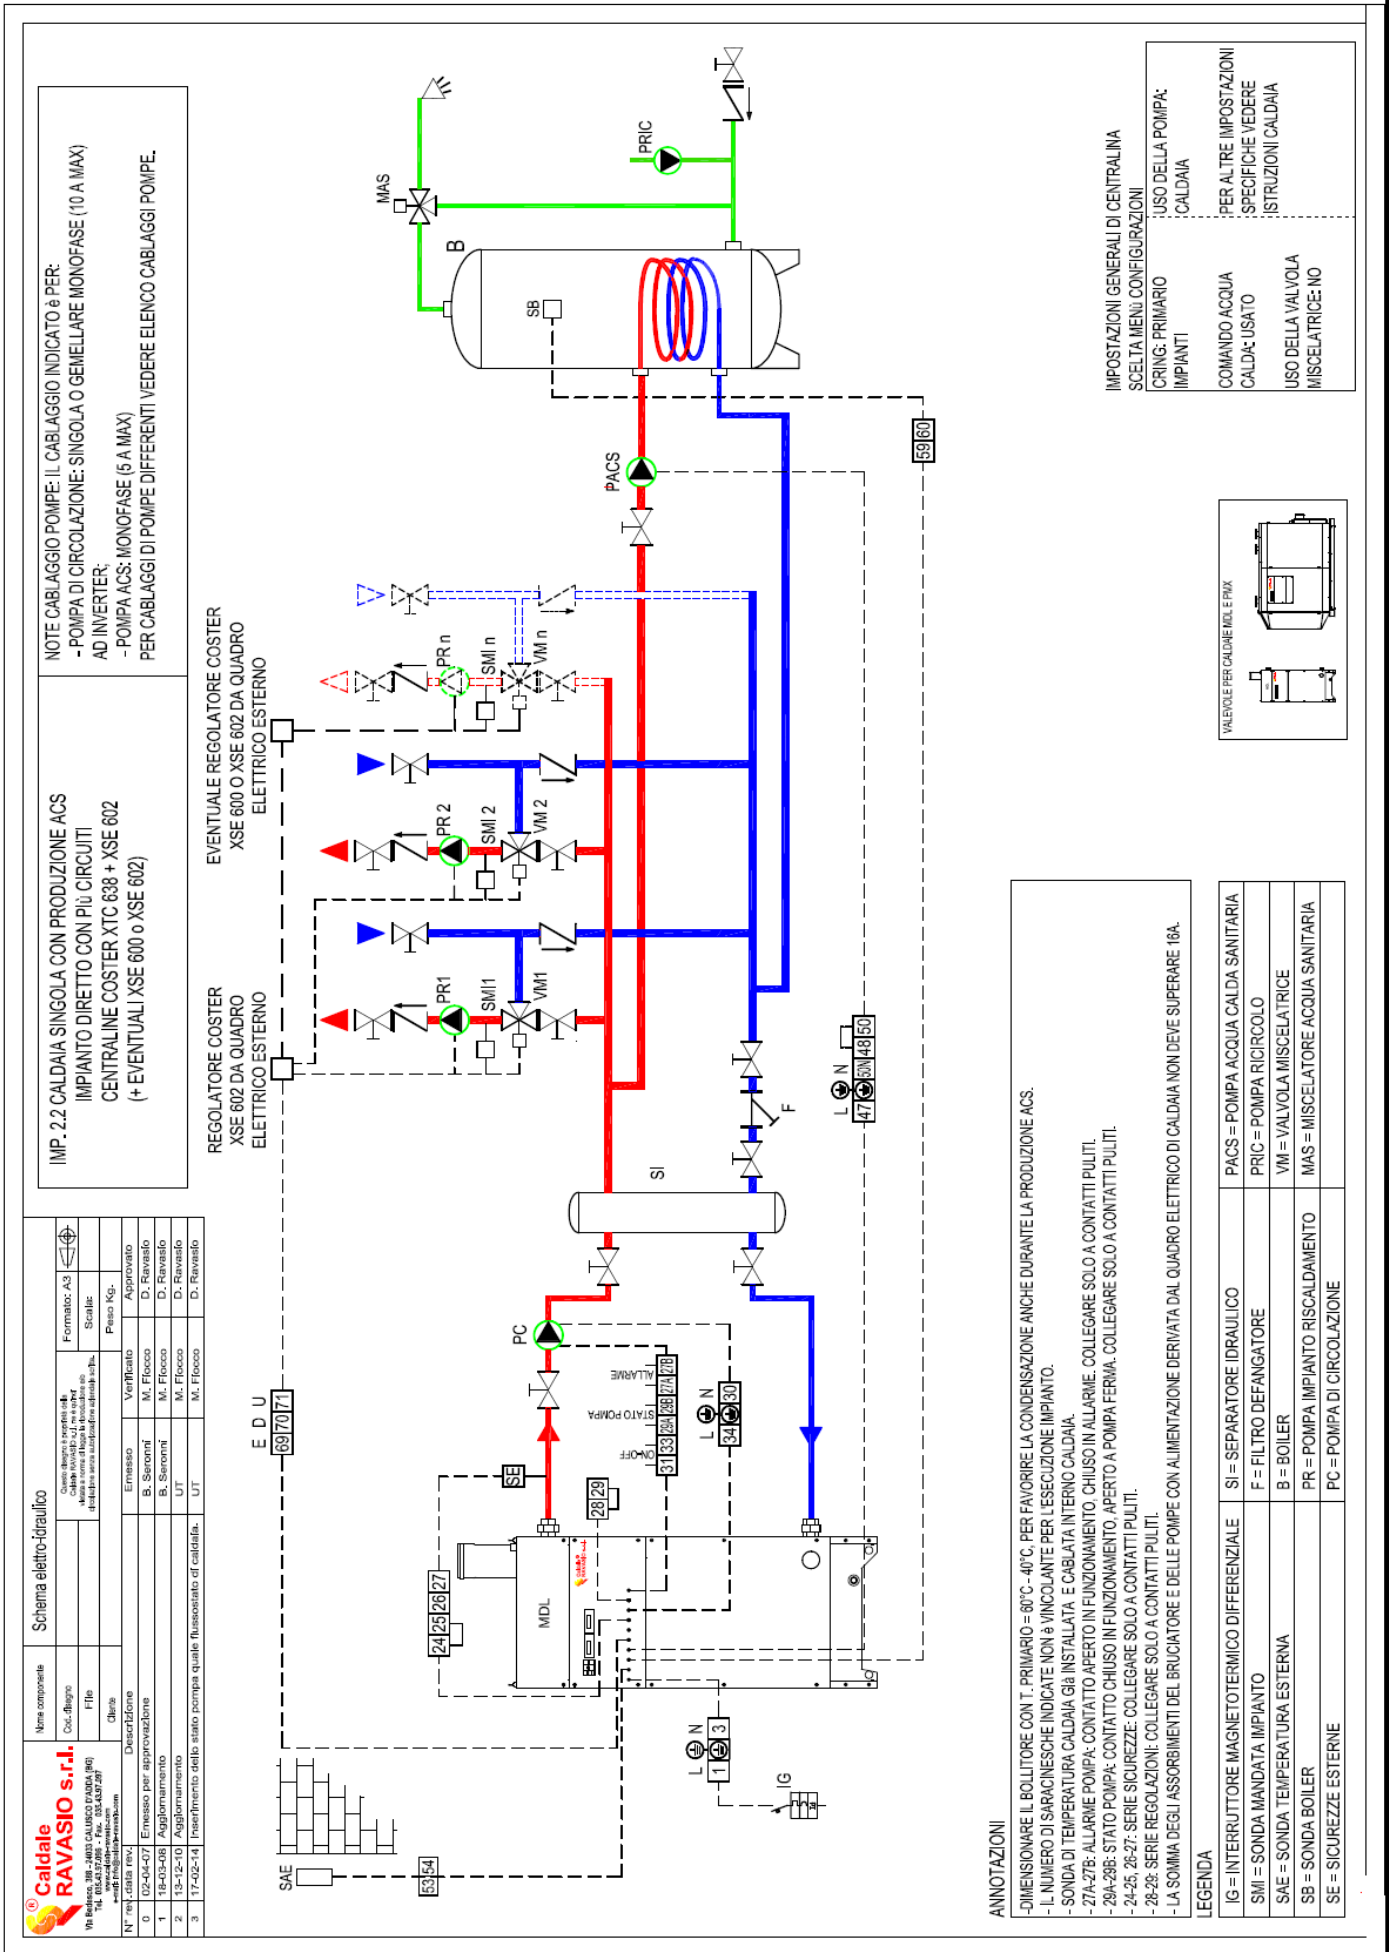 Caldale
RAVASIO s.r.l.
Via Bedesco, 388 - 24033 CALUSCO D'ADDA (BG)
Nome componente
Schema elettro-idraulico
Cod. disegno
File
Cliente
Formato: A3
Scala:
Peso Kg.
N° rev. data rev. Descrizione Emesso Verificato Approvato
0 02-04-07 Emesso per approvazione B. Seronni M. Fiocco D. Ravasio
1 18-03-08 Aggiornamento B. Seronni M. Fiocco D. Ravasio
2 13-12-10 Aggiornamento UT M. Fiocco D. Ravasio
3 17-02-14 Inserimento dello stato pompa quale flussostato di caldaia. UT M. Fiocco D. Ravasio
IMP. 2.2 CALDAIA SINGOLA CON PRODUZIONE ACS
IMPIANTO DIRETTO CON PIù CIRCUITI
CENTRALINE COSTER XTC 638 + XSE 602
(+ EVENTUALI XSE 600 o XSE 602)
NOTE CABLAGGIO POMPE: IL CABLAGGIO INDICATO è PER:
- POMPA DI CIRCOLAZIONE: SINGOLA O GEMELLARE MONOFASE (10 A MAX)
AD INVERTER;
- POMPA ACS: MONOFASE (5 A MAX)
PER CABLAGGI DI POMPE DIFFERENTI VEDERE ELENCO CABLAGGI POMPE.
REGOLATORE COSTER
XSE 602 DA QUADRO
ELETTRICO ESTERNO
EVENTUALE REGOLATORE COSTER
XSE 600 O XSE 602 DA QUADRO
ELETTRICO ESTERNO
SAE
53 54
E D U
69 70 71
PR1
SMI1
VM1
PR 2
SMI 2
VM 2
PR n
SMI n
VM n
MAS
B
SB
PRIC
PACS
59 60
24 25 26 27
SE
28 29
MDL
Caldaie
RAVASIO s.r.l.
PC
ON-OFF
STATO POMPA
ALLARME
31 33 29A 29B 27A 27B
L N
34 30
SI
F
L N
47 50N 48 50
L N
1 3
IG
VALEVOLE PER CALDAIE MDL E PMX
IMPOSTAZIONI GENERALI DI CENTRALINA
SCELTA MENù CONFIGURAZIONI
CRING: PRIMARIO
IMPIANTI
COMANDO ACQUA
CALDA: USATO
USO DELLA VALVOLA
MISCELATRICE: NO
USO DELLA POMPA:
CALDAIA
PER ALTRE IMPOSTAZIONI
SPECIFICHE VEDERE
ISTRUZIONI CALDAIA
ANNOTAZIONI
-DIMENSIONARE IL BOLLITORE CON T. PRIMARIO = 60°C - 40°C, PER FAVORIRE LA CONDENSAZIONE ANCHE DURANTE LA PRODUZIONE ACS.
- IL NUMERO DI SARACINESCHE INDICATE NON è VINCOLANTE PER L'ESECUZIONE IMPIANTO.
- SONDA DI TEMPERATURA CALDAIA Già INSTALLATA E CABLATA INTERNO CALDAIA.
- 27A-27B: ALLARME POMPA: CONTATTO APERTO IN FUNZIONAMENTO, CHIUSO IN ALLARME. COLLEGARE SOLO A CONTATTI PULITI.
- 29A-29B: STATO POMPA: CONTATTO CHIUSO IN FUNZIONAMENTO, APERTO A POMPA FERMA. COLLEGARE SOLO A CONTATTI PULITI.
- 24-25, 26-27: SERIE SICUREZZE: COLLEGARE SOLO A CONTATTI PULITI.
- 28-29: SERIE REGOLAZIONI: COLLEGARE SOLO A CONTATTI PULITI.
- LA SOMMA DEGLI ASSORBIMENTI DEL BRUCIATORE E DELLE POMPE CON ALIMENTAZIONE DERIVATA DAL QUADRO ELETTRICO DI CALDAIA NON DEVE SUPERARE 16A.
LEGENDA
IG = INTERRUTTORE MAGNETOTERMICO DIFFERENZIALE
SMI = SONDA MANDATA IMPIANTO
SAE = SONDA TEMPERATURA ESTERNA
SB = SONDA BOILER
SE = SICUREZZE ESTERNE
SI = SEPARATORE IDRAULICO
F = FILTRO DEFANGATORE
B = BOILER
PR = POMPA IMPIANTO RISCALDAMENTO
PC = POMPA DI CIRCOLAZIONE
PACS = POMPA ACQUA CALDA SANITARIA
PRIC = POMPA RICIRCOLO
VM = VALVOLA MISCELATRICE
MAS = MISCELATORE ACQUA SANITARIA